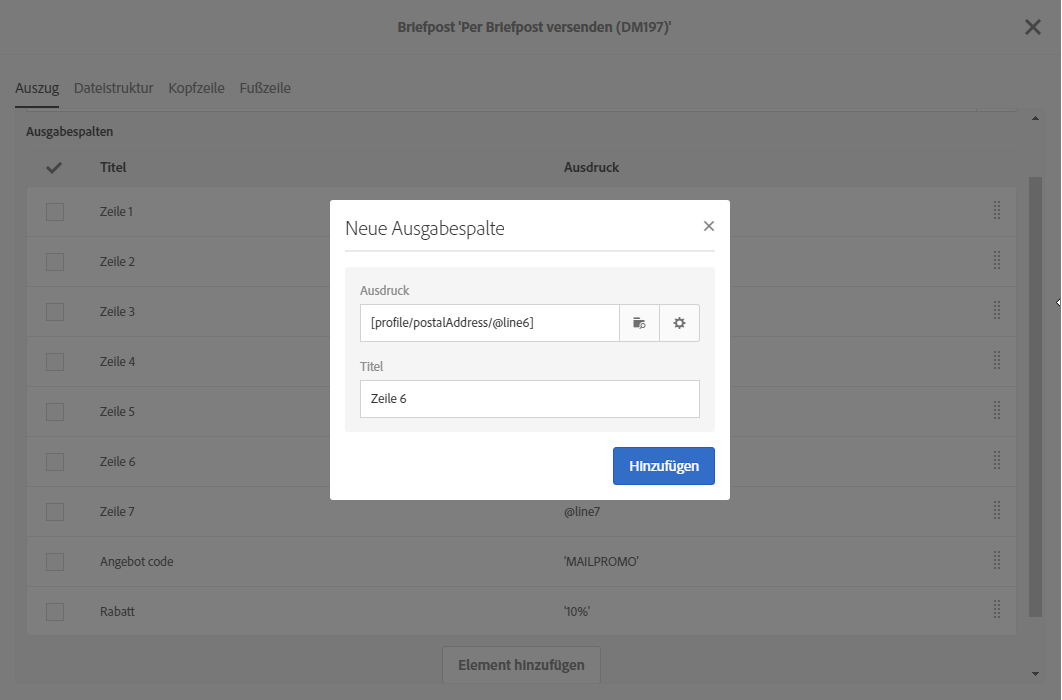 Briefpost 'Per Briefpost versenden (DM197)'
Auszug Dateistruktur Kopfzeile Fußzeile
Ausgabespalten
Titel Ausdruck
Zeile 1
Zeile 2
Zeile 3
Zeile 4
Zeile 5
Zeile 6
Zeile 7 @line7
Angebot code 'MAILPROMO'
Rabatt '10%'
Element hinzufügen
Neue Ausgabespalte
Ausdruck
[profile/postalAddress/@line6]
Titel
Zeile 6
Hinzufügen